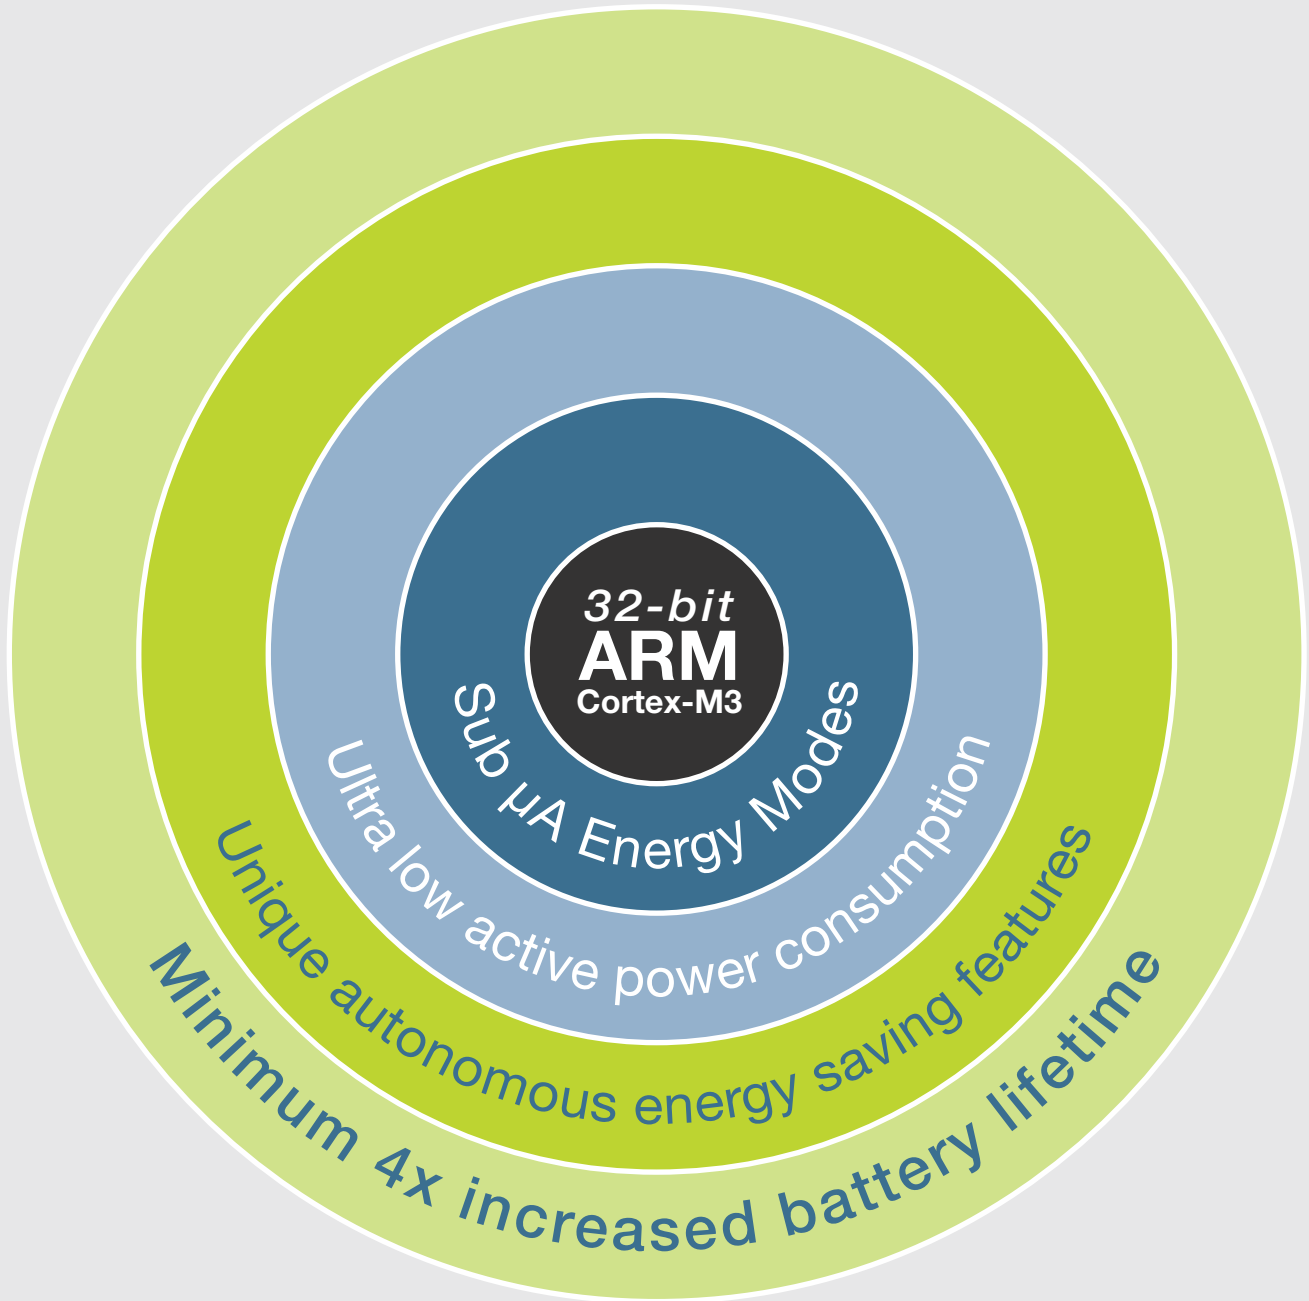 32-bit
ARM
Cortex-M3
Sub µA Energy Modes
Ultra low active power consumption
Unique autonomous energy saving features
Minimum 4x increased battery lifetime